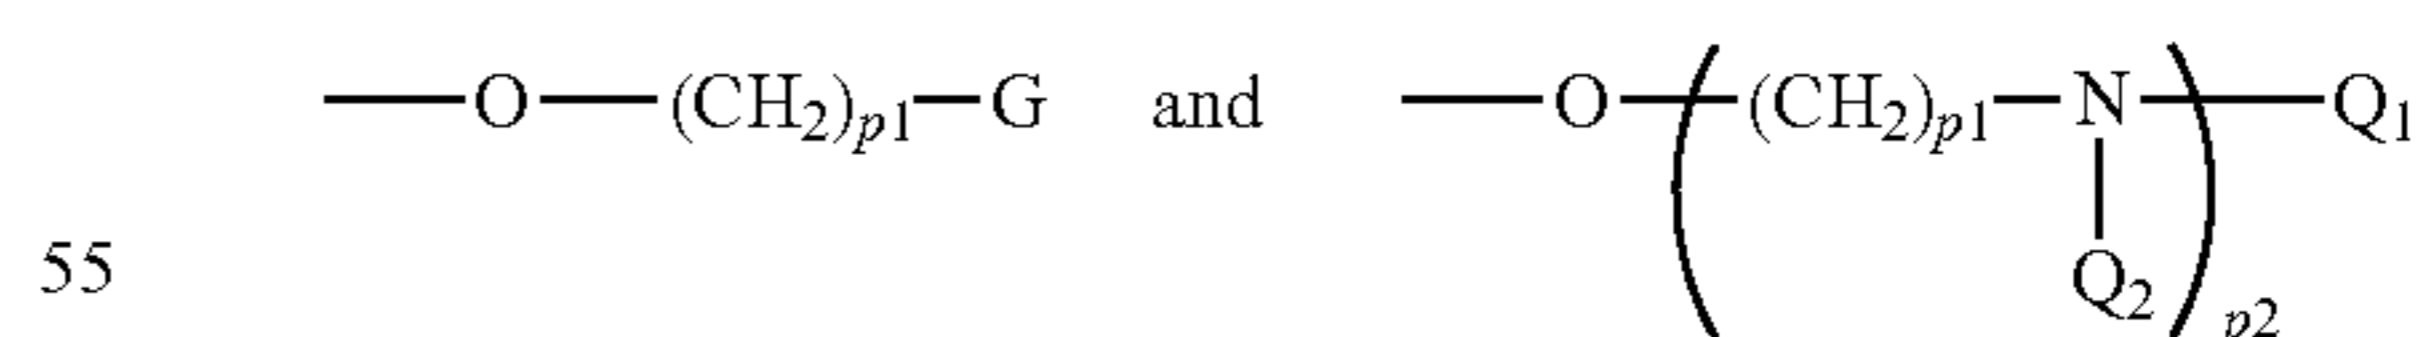 —O—(CH₂)p1—G and —O—((CH₂)p1—N—)Q₁
55
Q₂ p2